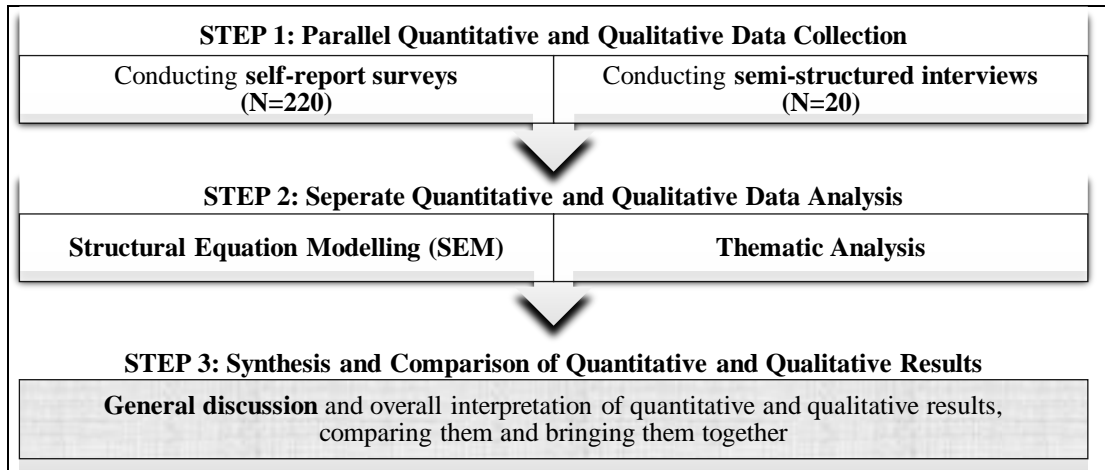 STEP 1: Parallel Quantitative and Qualitative Data Collection
Conducting self-report surveys
(N=220)
Conducting semi-structured interviews
(N=20)
STEP 2: Seperate Quantitative and Qualitative Data Analysis
Structural Equation Modelling (SEM)
Thematic Analysis
STEP 3: Synthesis and Comparison of Quantitative and Qualitative Results
General discussion and overall interpretation of quantitative and qualitative results,
comparing them and bringing them together